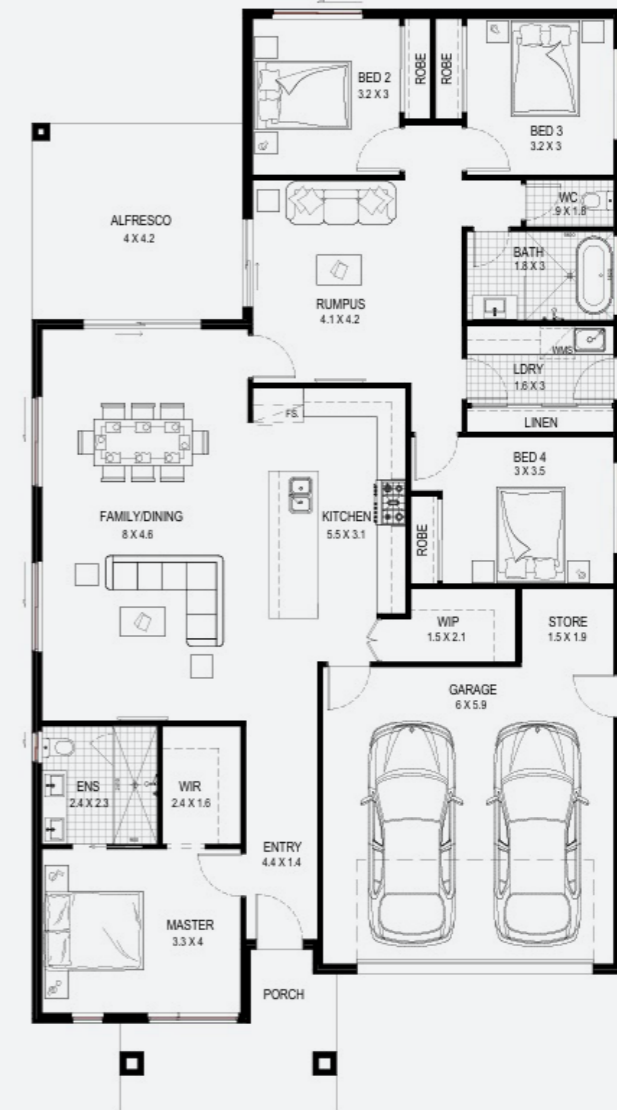 BED 2
3.2 X 3
ROBE
ROBE
BED 3
3.2 X 3
WC
.9 X 1.8
ALFRESCO
4 X 4.2
BATH
1.8 X 3
RUMPUS
4.1 X 4.2
WMS
LDRY
1.6 X 3
FS.
LINEN
BED 4
3 X 3.5
FAMILY/DINING
8 X 4.6
KITCHEN
5.5 X 3.1
ROBE
WIP
1.5 X 2.1
STORE
1.5 X 1.9
GARAGE
6 X 5.9
ENS
2.4 X 2.3
WIR
2.4 X 1.6
ENTRY
4.4 X 1.4
MASTER
3.3 X 4
PORCH